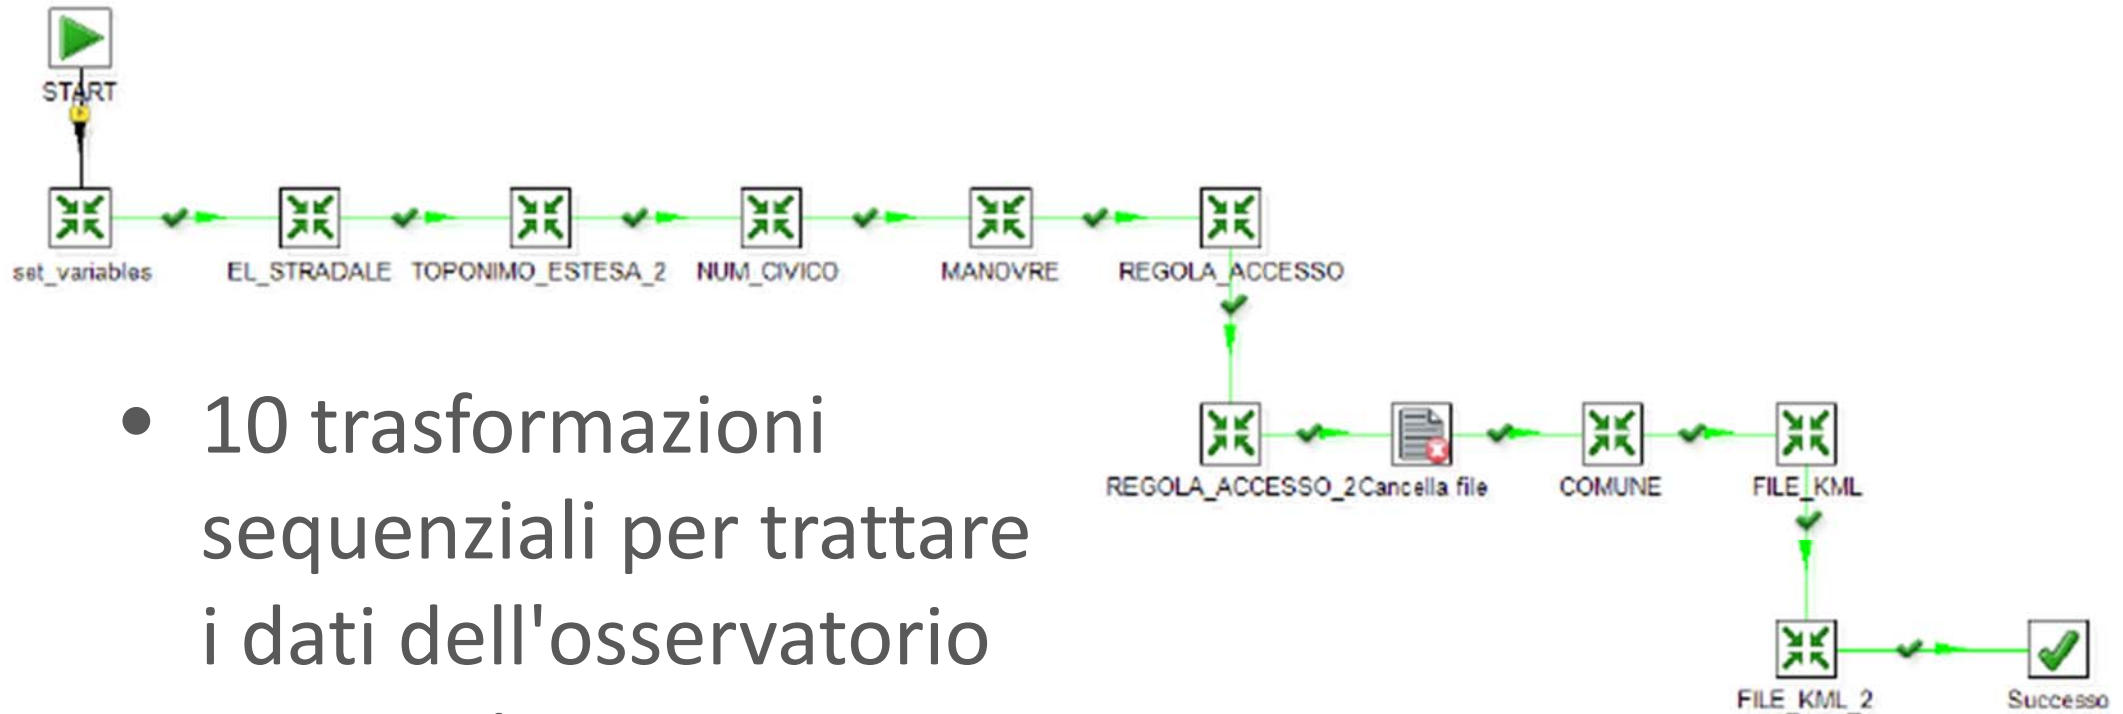 START
set_variables
EL_STRADALE
TOPONIMO_ESTESA_2
NUM_CIVICO
MANOVRE
REGOLA_ACCESSO
REGOLA_ACCESSO_2
Cancella file
COMUNE
FILE_KML
FILE_KML_2
Successo
• 10 trasformazioni
sequenziali per trattare
i dati dell'osservatorio